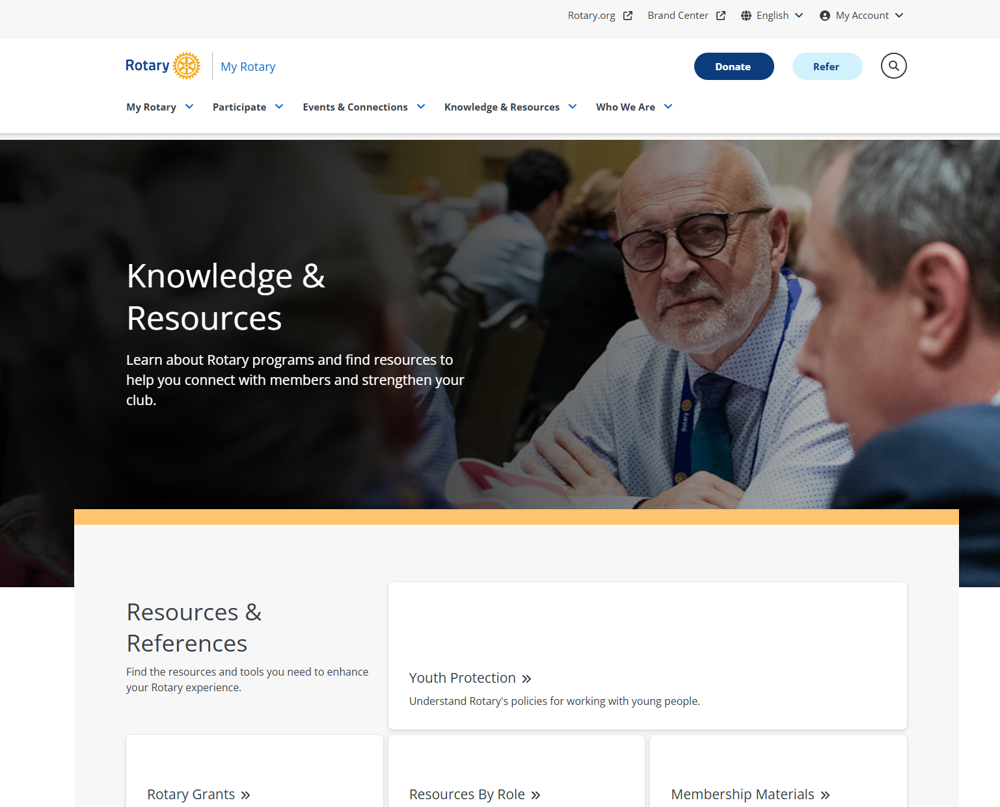 Rotary.org
Brand Center
English
My Account
Rotary
My Rotary
Donate
Refer
My Rotary
Participate
Events & Connections
Knowledge & Resources
Who We Are
Knowledge &
Resources
Learn about Rotary programs and find resources to
help you connect with members and strengthen your
club.
Rotary
Resources &
References
Find the resources and tools you need to enhance
your Rotary experience.
Youth Protection
Understand Rotary's policies for working with young people.
Rotary Grants
Resources By Role
Membership Materials